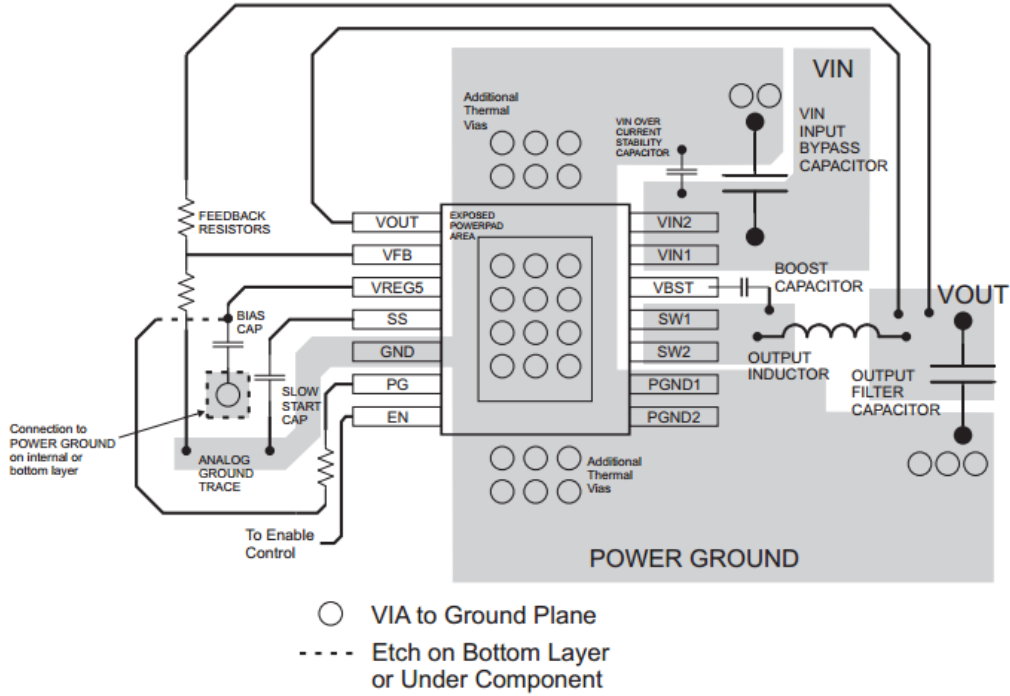 VIN
Additional
Thermal
Vias
VIN OVER
CURRENT
STABILITY
CAPACITOR
VIN
INPUT
BYPASS
CAPACITOR
FEEDBACK
RESISTORS
VOUT
VFB
VREG5
SS
GND
PG
EN
EXPOSED
POWERPAD
AREA
VIN2
VIN1
VBST
SW1
SW2
PGND1
PGND2
BOOST
CAPACITOR
VOUT
BIAS
CAP
SLOW
START
CAP
OUTPUT
INDUCTOR
OUTPUT
FILTER
CAPACITOR
Connection to
POWER GROUND
on internal or
bottom layer
ANALOG
GROUND
TRACE
Additional
Thermal
Vias
To Enable
Control
POWER GROUND
VIA to Ground Plane
Etch on Bottom Layer
or Under Component